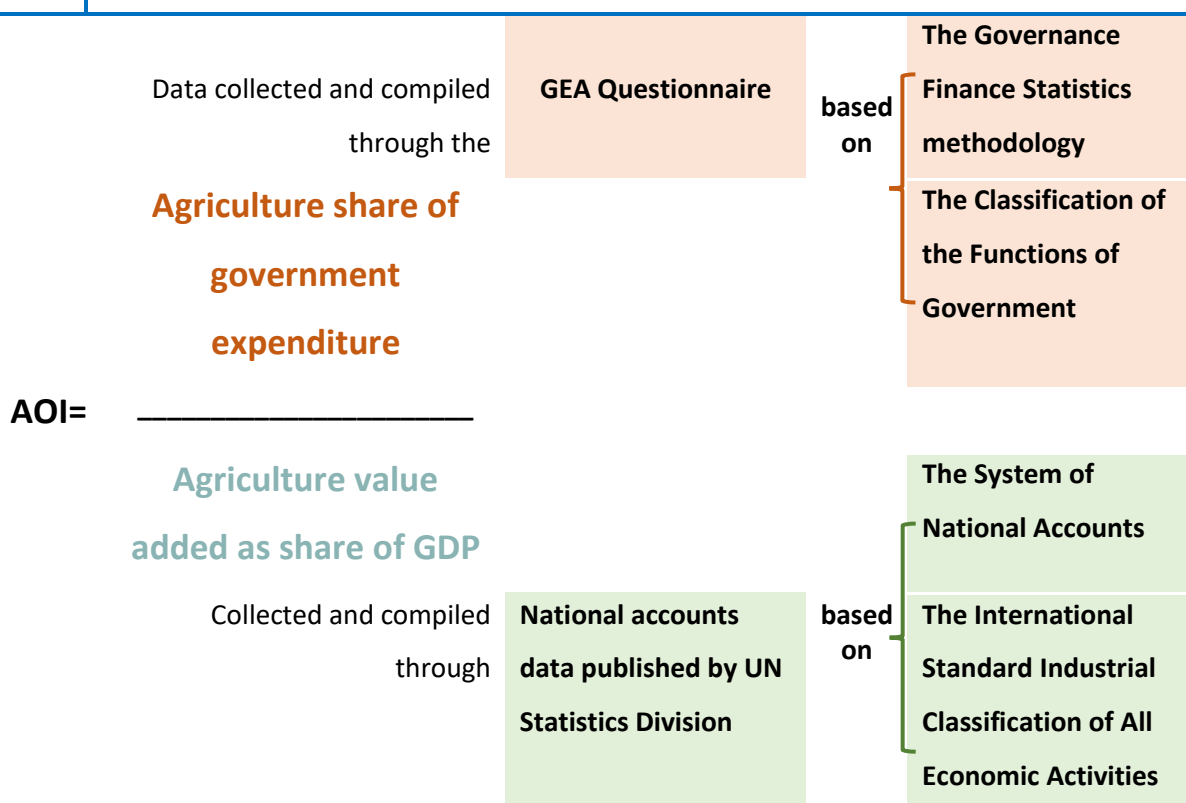 Data collected and compiled
through the
GEA Questionnaire
based
on
The Governance
Finance Statistics
methodology
The Classification of
the Functions of
Government
Agriculture share of
government
expenditure
AOI=
Agriculture value
added as share of GDP
Collected and compiled
through
National accounts
data published by UN
Statistics Division
based
on
The System of
National Accounts
The International
Standard Industrial
Classification of All
Economic Activities